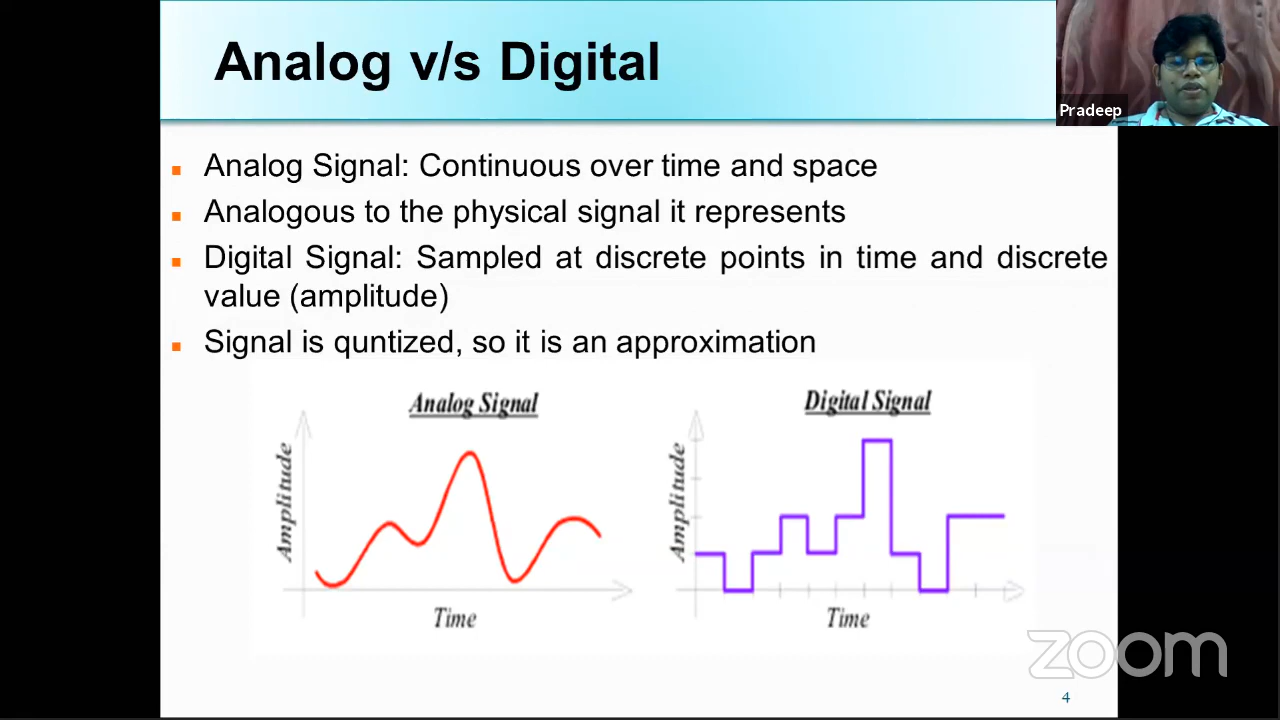 Analog v/s Digital
Pradeep
Analog Signal: Continuous over time and space
Analogous to the physical signal it represents
Digital Signal: Sampled at discrete points in time and discrete
value (amplitude)
Signal is quntized, so it is an approximation
Analog Signal
Amplitude
Time
Digital Signal
Amplitude
Time
zoom
4